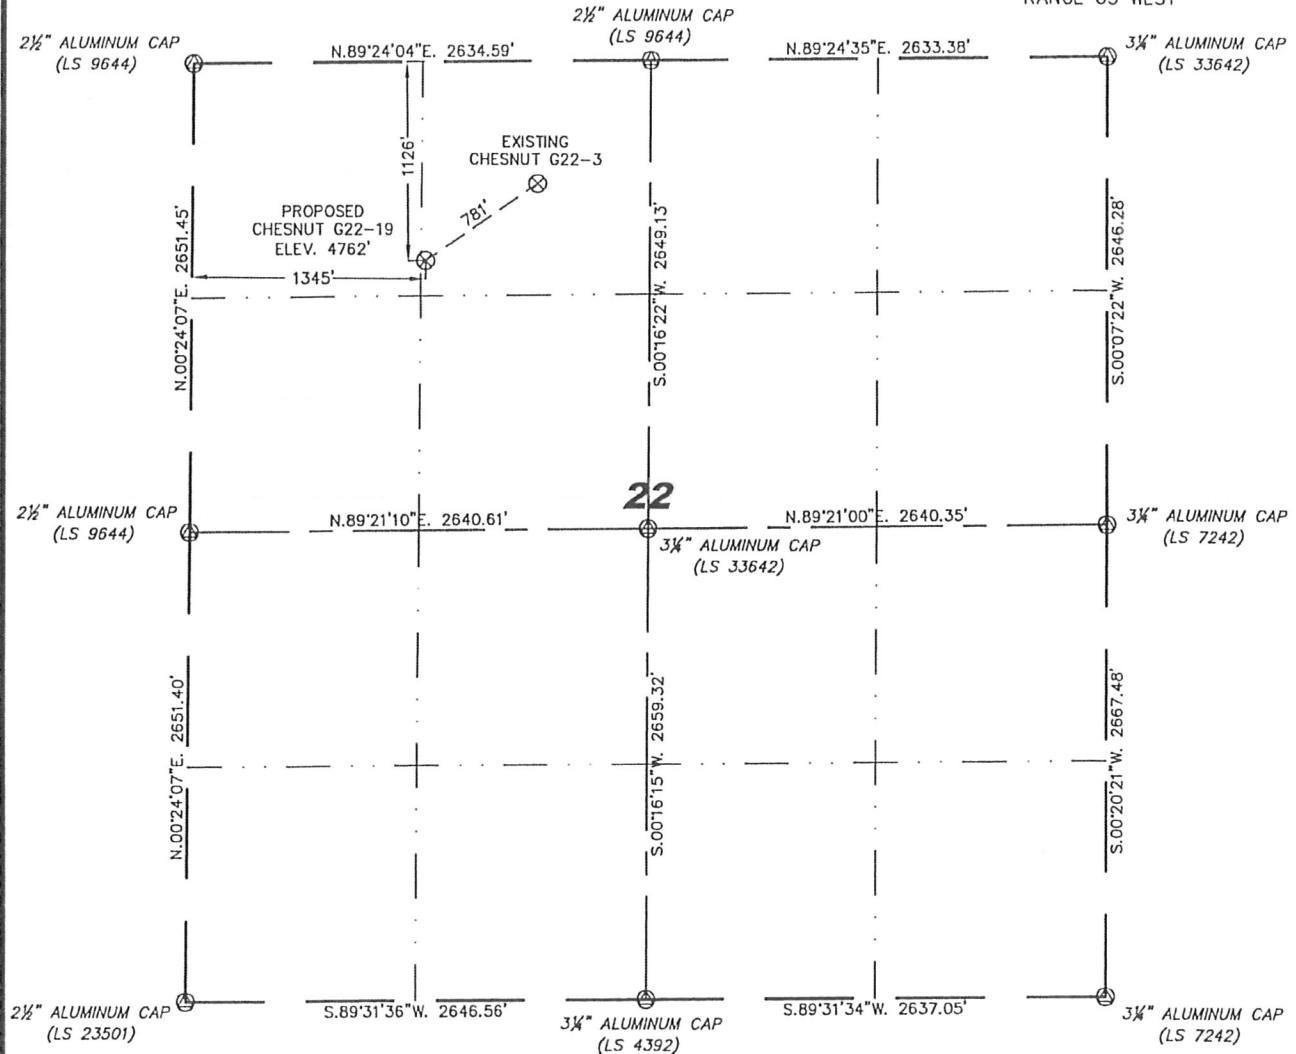 2½" ALUMINUM CAP
(LS 9644)
N.89°24'04"E. 2634.59'
2½" ALUMINUM CAP
(LS 9644)
N.89°24'35"E. 2633.38'
3¼" ALUMINUM CAP
(LS 33642)
1126'
EXISTING
CHESNUT G22-3
781'
PROPOSED
CHESNUT G22-19
ELEV. 4762'
1345'
N.00°24'07"E. 2651.45'
S.00°16'22"W. 2649.13'
S.00°07'22"W. 2646.28'
22
2½" ALUMINUM CAP
(LS 9644)
N.89°21'10"E. 2640.61'
3¼" ALUMINUM CAP
(LS 33642)
N.89°21'00"E. 2640.35'
3¼" ALUMINUM CAP
(LS 7242)
N.00°24'07"E. 2651.40'
S.00°16'15"W. 2659.32'
S.00°20'21"W. 2667.48'
2½" ALUMINUM CAP
(LS 23501)
S.89°31'36"W. 2646.56'
3¼" ALUMINUM CAP
(LS 4392)
S.89°31'34"W. 2637.05'
3¼" ALUMINUM CAP
(LS 7242)